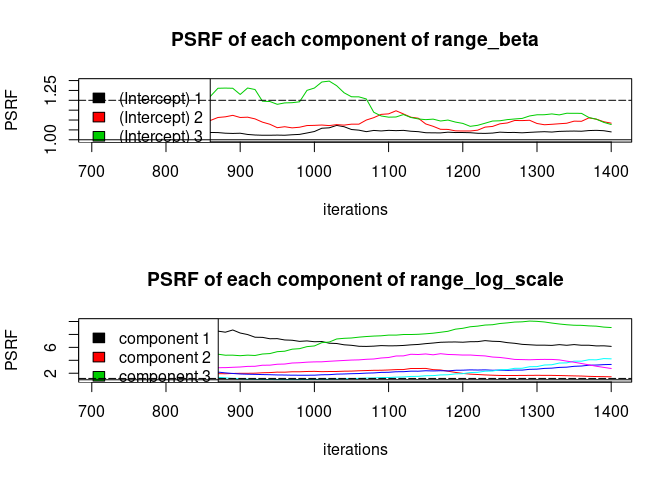 PSRF of each component of range_beta
PSRF
1.00
1.25
(Intercept) 1
(Intercept) 2
(Intercept) 3
700 800 900 1000 1100 1200 1300 1400
iterations
PSRF of each component of range_log_scale
PSRF
6
2
component 1
component 2
component 3
700 800 900 1000 1100 1200 1300 1400
iterations